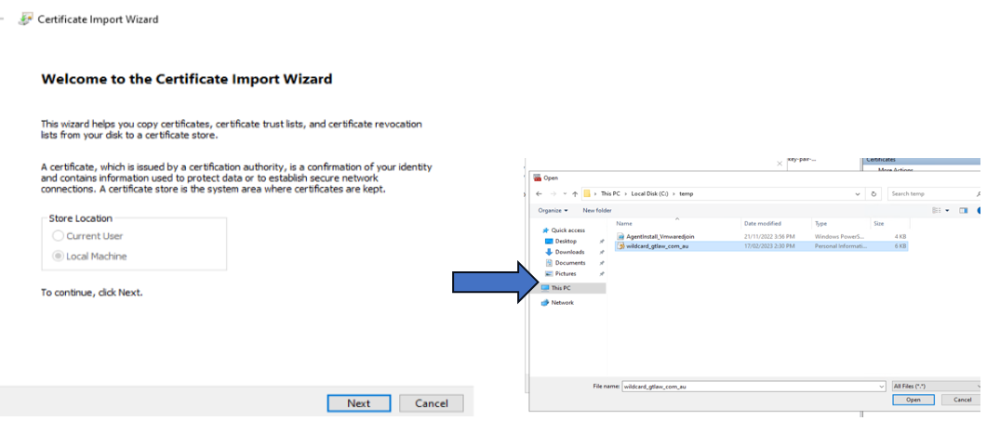 Certificate Import Wizard
Welcome to the Certificate Import Wizard
This wizard helps you copy certificates, certificate trust lists, and certificate revocation
lists from your disk to a certificate store.
A certificate, which is issued by a certification authority, is a confirmation of your identity
and contains information used to protect data or to establish secure network
connections. A certificate store is the system area where certificates are kept.
Store Location
Current User
Local Machine
To continue, click Next.
Next Cancel
key-pair-... Certificates
More Actions
Open
This PC > Local Disk (C:) > temp Search temp
Organize New folder
Name Date modified Type Size
Quick access
Desktop
Downloads
Documents
Pictures
This PC
Network
AgentInstall_Vmwaredjoin 21/11/2022 3:56 PM Windows PowerS... 4 KB
wildcard_gtlaw_com_au 17/02/2023 2:30 PM Personal Informati... 6 KB
File name: wildcard_gtlaw_com_au All Files (*.*)
Open Cancel